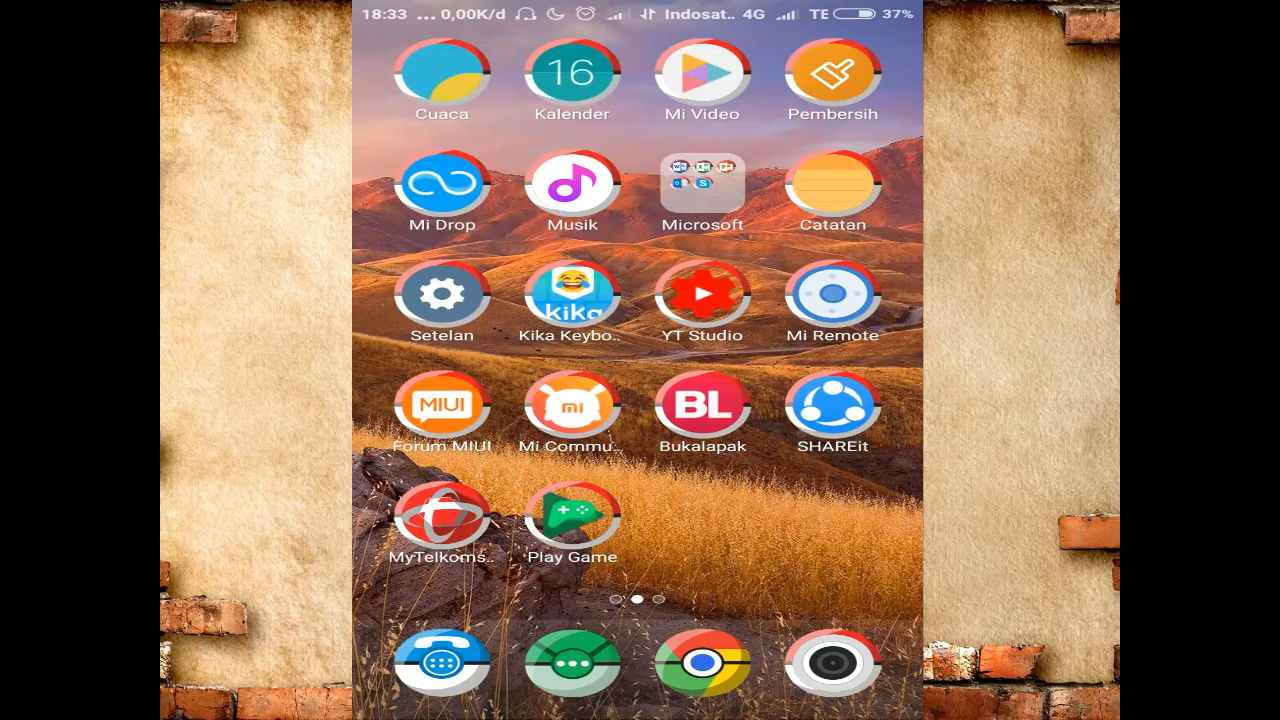 18:33 ... 0,00K/d Indosat.. 4G TE 37%
16
Cuaca Kalender Mi Video Pembersih
W X P
O S
Mi Drop Musik Microsoft Catatan
kika
Setelan Kika Keybo.. YT Studio Mi Remote
MIUI mi BL
Forum MIUI Mi Commu.. Bukalapak SHAREit
MyTelkoms.. Play Game